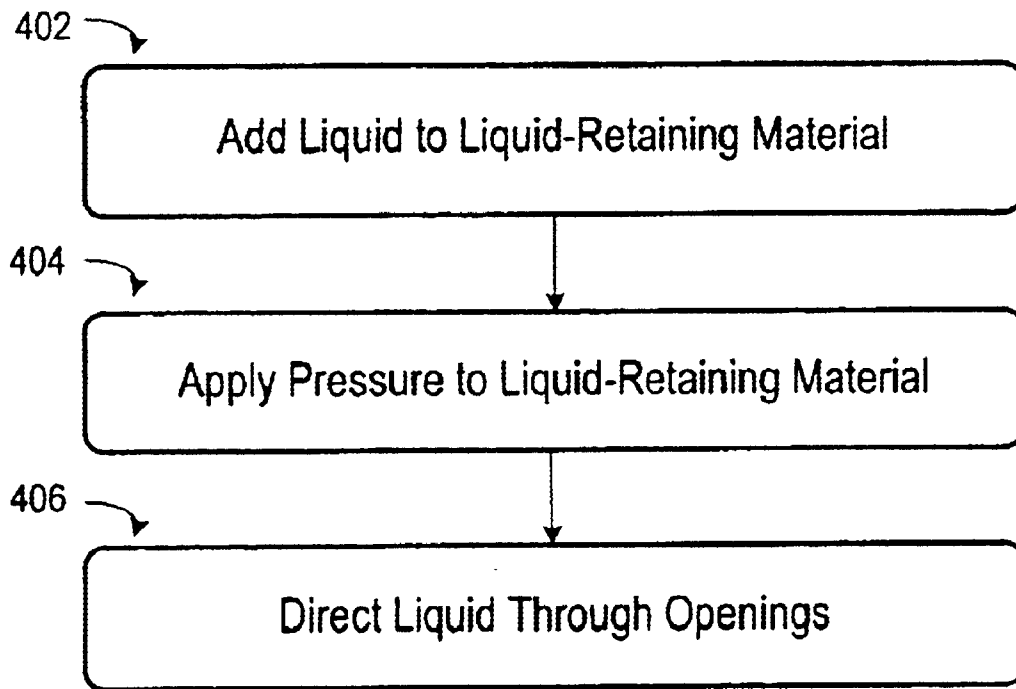 402
Add Liquid to Liquid-Retaining Material
404
Apply Pressure to Liquid-Retaining Material
406
Direct Liquid Through Openings